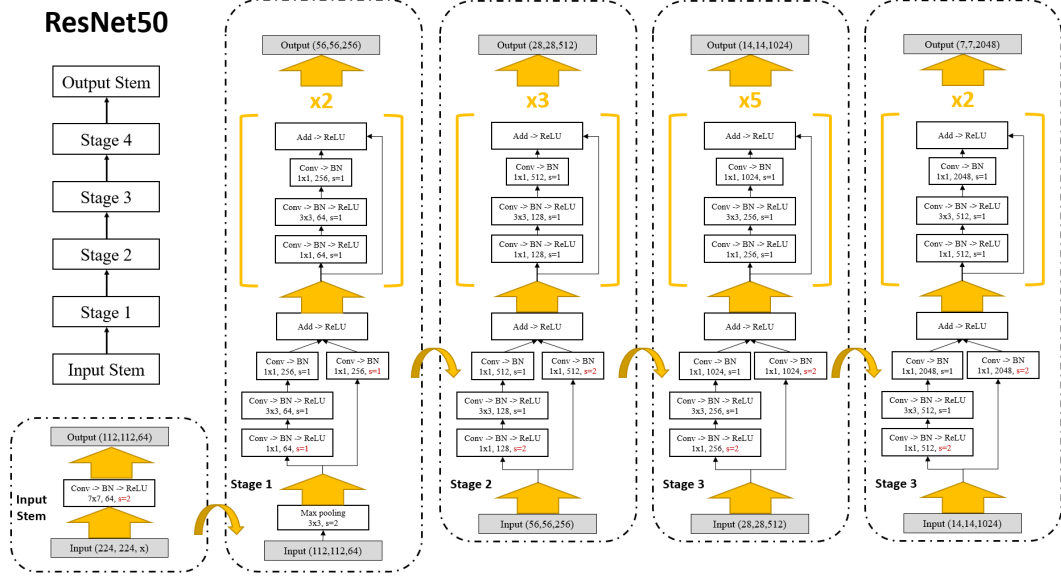 ResNet50
Output Stem
Stage 4
Stage 3
Stage 2
Stage 1
Input Stem
Output (112,112,64)
Conv -> BN -> ReLU
7x7, 64, s=2
Input
Stem
Input (224, 224, x)
Output (56,56,256)
x2
Add -> ReLU
Conv -> BN
1x1, 256, s=1
Conv -> BN -> ReLU
3x3, 64, s=1
Conv -> BN -> ReLU
1x1, 64, s=1
Add -> ReLU
Conv -> BN
1x1, 256, s=1
Conv -> BN
1x1, 256, s=1
Conv -> BN -> ReLU
3x3, 64, s=1
Conv -> BN -> ReLU
1x1, 64, s=1
Stage 1
Max pooling
3x3, s=2
Input (112,112,64)
Output (28,28,512)
x3
Add -> ReLU
Conv -> BN
1x1, 512, s=1
Conv -> BN -> ReLU
3x3, 128, s=1
Conv -> BN -> ReLU
1x1, 128, s=1
Add -> ReLU
Conv -> BN
1x1, 512, s=1
Conv -> BN
1x1, 512, s=2
Conv -> BN -> ReLU
3x3, 128, s=1
Conv -> BN -> ReLU
1x1, 128, s=2
Stage 2
Input (56,56,256)
Output (14,14,1024)
x5
Add -> ReLU
Conv -> BN
1x1, 1024, s=1
Conv -> BN -> ReLU
3x3, 256, s=1
Conv -> BN -> ReLU
1x1, 256, s=1
Add -> ReLU
Conv -> BN
1x1, 1024, s=1
Conv -> BN
1x1, 1024, s=2
Conv -> BN -> ReLU
3x3, 256, s=1
Conv -> BN -> ReLU
1x1, 256, s=2
Stage 3
Input (28,28,512)
Output (7,7,2048)
x2
Add -> ReLU
Conv -> BN
1x1, 2048, s=1
Conv -> BN -> ReLU
3x3, 512, s=1
Conv -> BN -> ReLU
1x1, 512, s=1
Add -> ReLU
Conv -> BN
1x1, 2048, s=1
Conv -> BN
1x1, 2048, s=2
Conv -> BN -> ReLU
3x3, 512, s=1
Conv -> BN -> ReLU
1x1, 512, s=2
Stage 3
Input (14,14,1024)